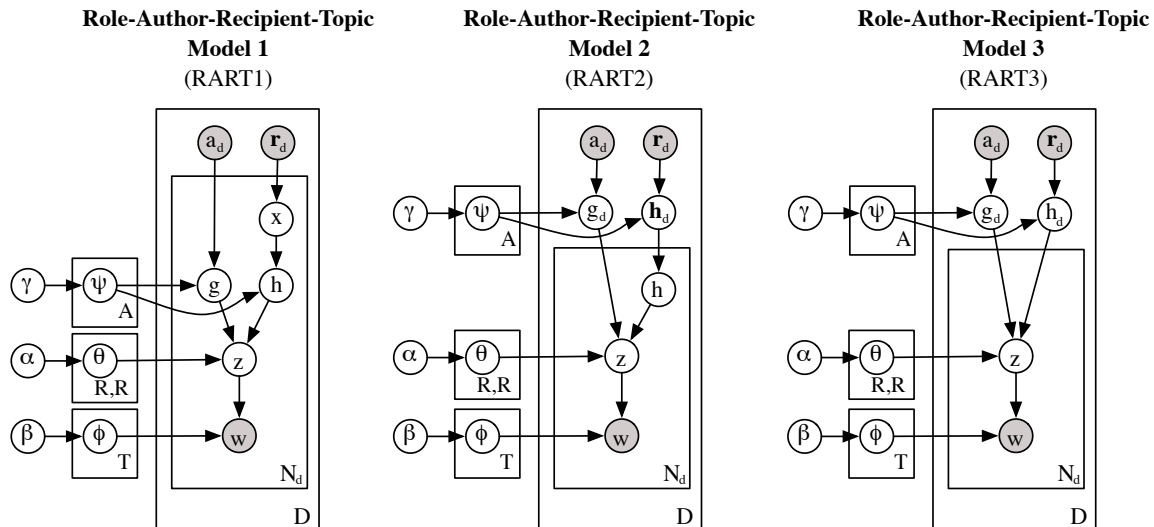 Role-Author-Recipient-Topic
Model 1
(RART1)
a_d
r_d
x
γ
ψ
A
g
h
α
θ
R,R
z
β
ϕ
T
w
N_d
D
Role-Author-Recipient-Topic
Model 2
(RART2)
a_d
r_d
γ
ψ
A
g_d
h_d
h
α
θ
R,R
z
β
ϕ
T
w
N_d
D
Role-Author-Recipient-Topic
Model 3
(RART3)
a_d
r_d
γ
ψ
A
g_d
h_d
α
θ
R,R
z
β
ϕ
T
w
N_d
D